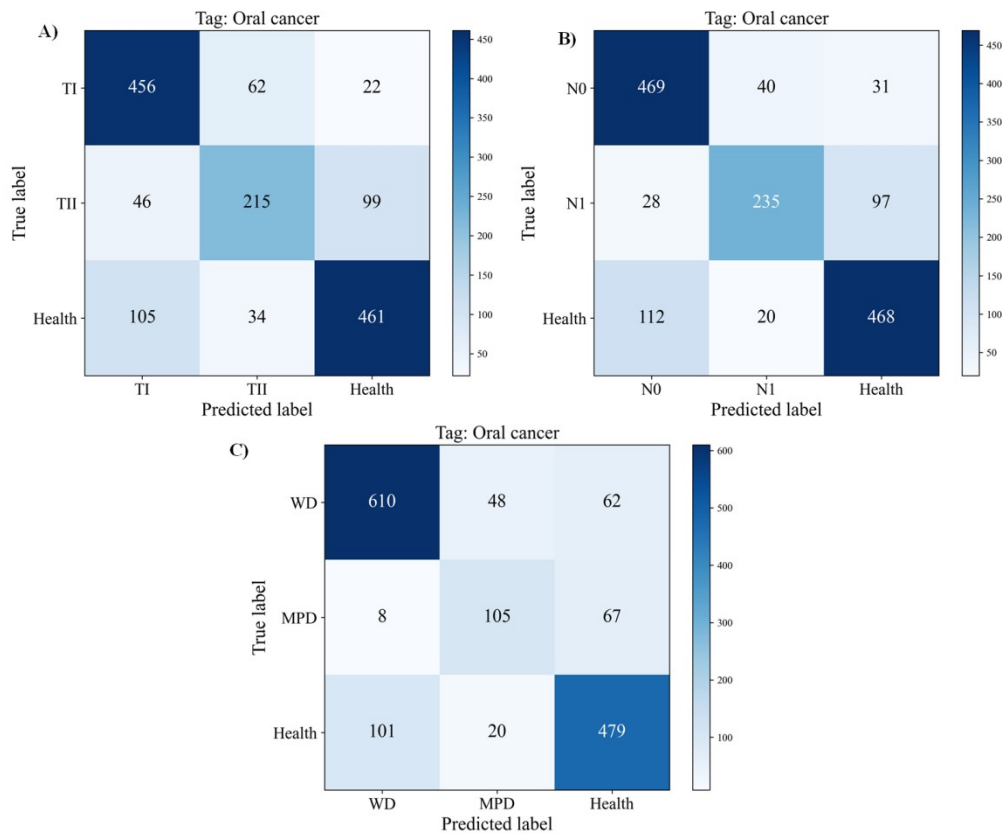 A)
Tag: Oral cancer
True label
TI
456 62 22
TII
46 215 99
Health
105 34 461
TI TII Health
Predicted label
450
400
350
300
250
200
150
100
50
B)
Tag: Oral cancer
True label
N0
469 40 31
N1
28 235 97
Health
112 20 468
N0 N1 Health
Predicted label
450
400
350
300
250
200
150
100
50
C)
Tag: Oral cancer
True label
WD
610 48 62
MPD
8 105 67
Health
101 20 479
WD MPD Health
Predicted label
600
500
400
300
200
100